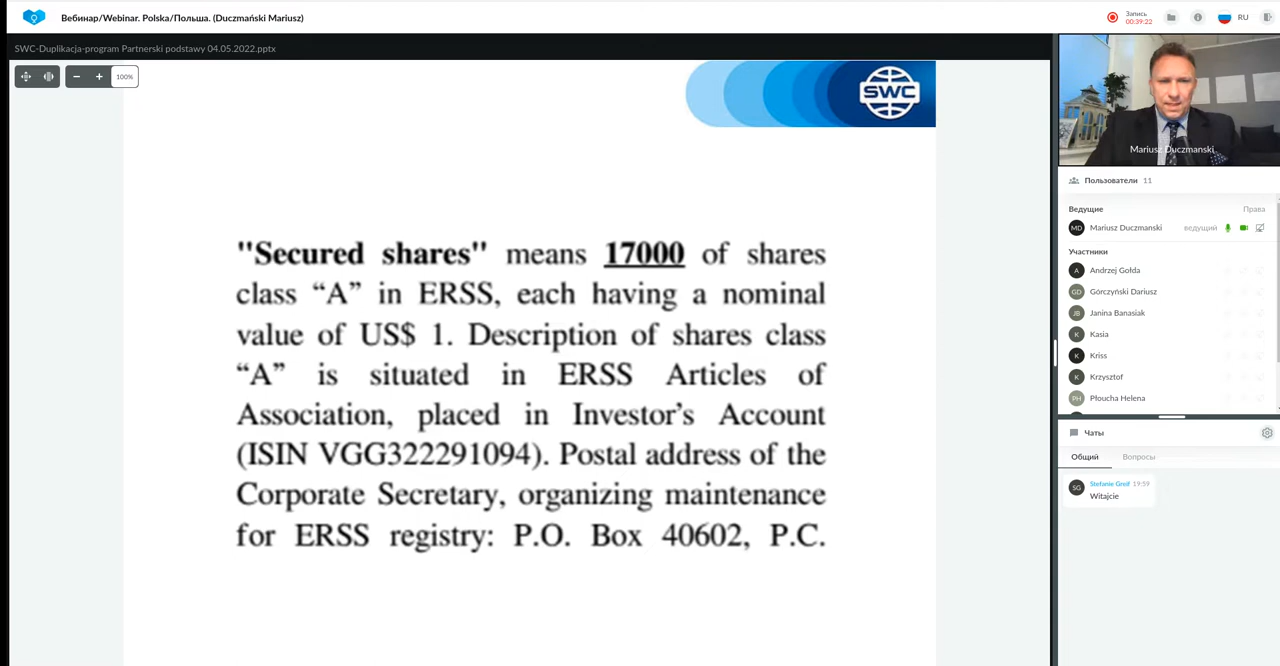 Вебинар/Webinar. Polska/Польша. (Duczmański Mariusz)
Запись
00:39:22
RU
SWC-Duplikacja-program Partnerski podstawy 04.05.2022.pptx
100%
SWC
"Secured shares" means 17000 of shares
class “A” in ERSS, each having a nominal
value of US$ 1. Description of shares class
“A” is situated in ERSS Articles of
Association, placed in Investor’s Account
(ISIN VGG322291094). Postal address of the
Corporate Secretary, organizing maintenance
for ERSS registry: P.O. Box 40602, P.C.
Mariusz Duczmanski
Пользователи 11
Ведущие Права
MD Mariusz Duczmanski ведущий
Участники
A Andrzej Gołda
GD Górczyński Dariusz
JB Janina Banasiak
K Kasia
K Kriss
K Krzysztof
PH Płoucha Helena
Чаты
Общий Вопросы
SG Stefanie Greif 19:59
Witajcie